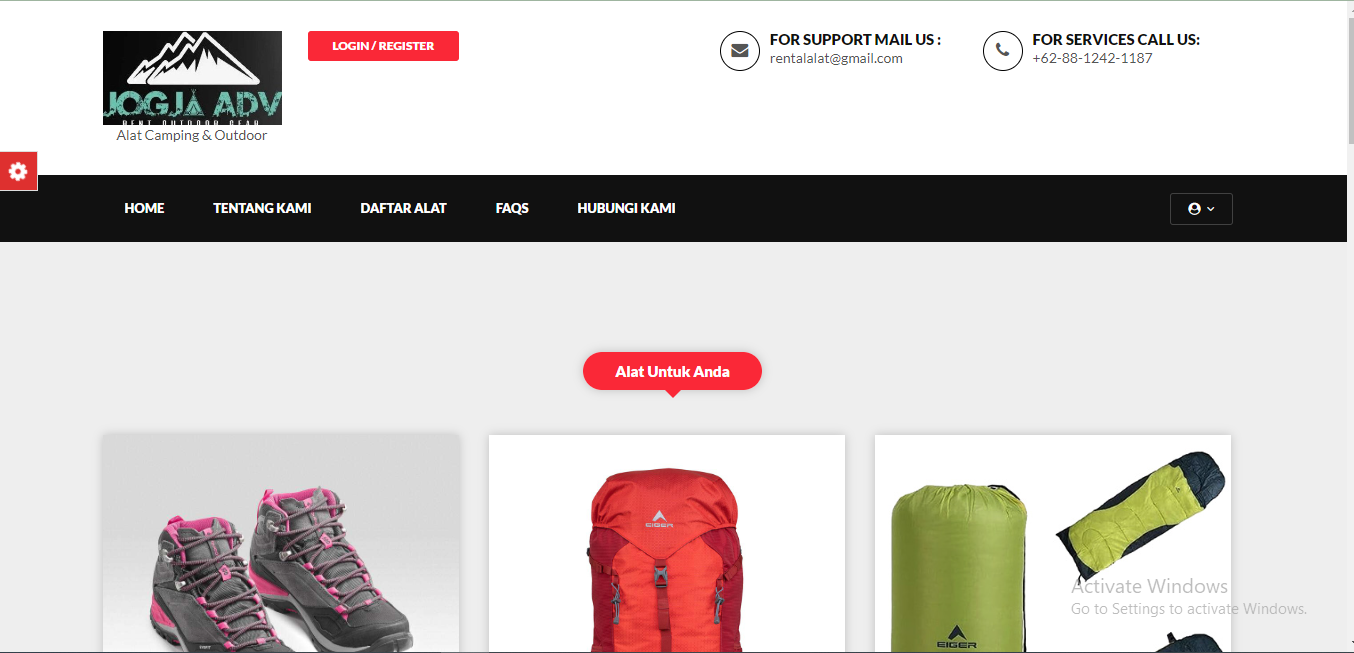 JOGJA ADV
RENT OUTDOOR GEAR
Alat Camping & Outdoor
LOGIN / REGISTER
FOR SUPPORT MAIL US :
rentalalat@gmail.com
FOR SERVICES CALL US:
+62-88-1242-1187
HOME
TENTANG KAMI
DAFTAR ALAT
FAQS
HUBUNGI KAMI
Alat Untuk Anda
EIGER
EIGER
Activate Windows
Go to Settings to activate Windows.